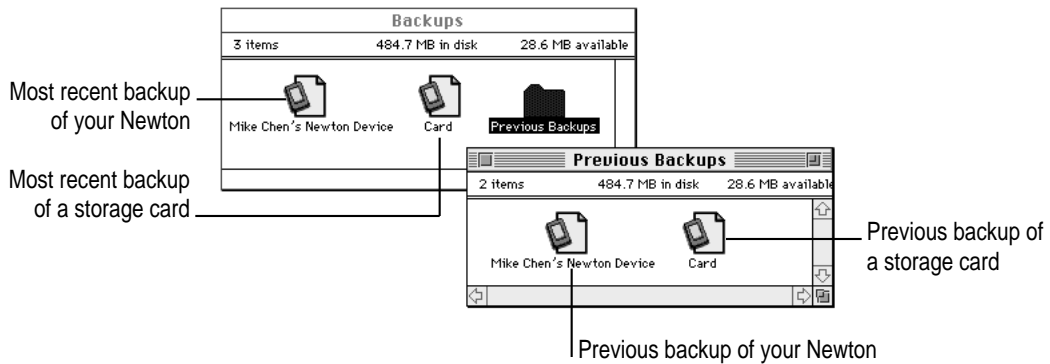 Backups
3 items 484.7 MB in disk 28.6 MB available
Most recent backup
of your Newton
Mike Chen's Newton Device Card Previous Backups
Most recent backup
of a storage card
Previous Backups
2 items 484.7 MB in disk 28.6 MB available
Mike Chen's Newton Device Card
Previous backup of
a storage card
Previous backup of your Newton